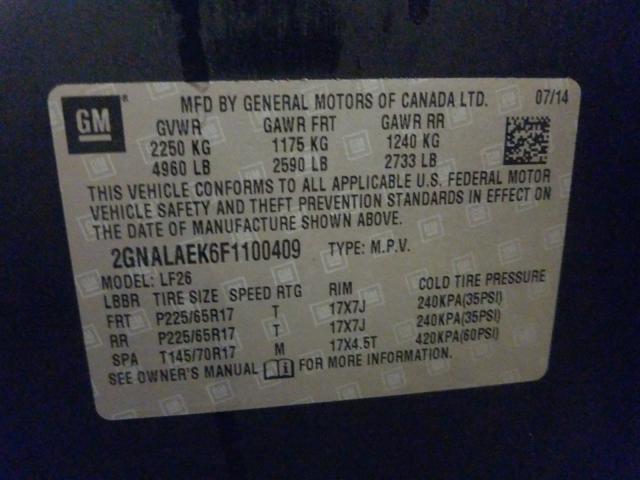 GM® MFD BY GENERAL MOTORS OF CANADA LTD. 07/14
GVWR GAWR FRT GAWR RR
2250 KG 1175 KG 1240 KG
4960 LB 2590 LB 2733 LB
THIS VEHICLE CONFORMS TO ALL APPLICABLE U.S. FEDERAL MOTOR
VEHICLE SAFETY AND THEFT PREVENTION STANDARDS IN EFFECT ON
THE DATE OF MANUFACTURE SHOWN ABOVE.
2GNALAEK6F1100409 TYPE: M.P.V.
MODEL: LF26
LBBR TIRE SIZE SPEED RTG RIM COLD TIRE PRESSURE
FRT P225/65R17 T 17X7J 240KPA(35PSI)
RR P225/65R17 T 17X7J 240KPA(35PSI)
SPA T145/70R17 M 17X4.5T 420KPA(60PSI)
SEE OWNER'S MANUAL FOR MORE INFORMATION.